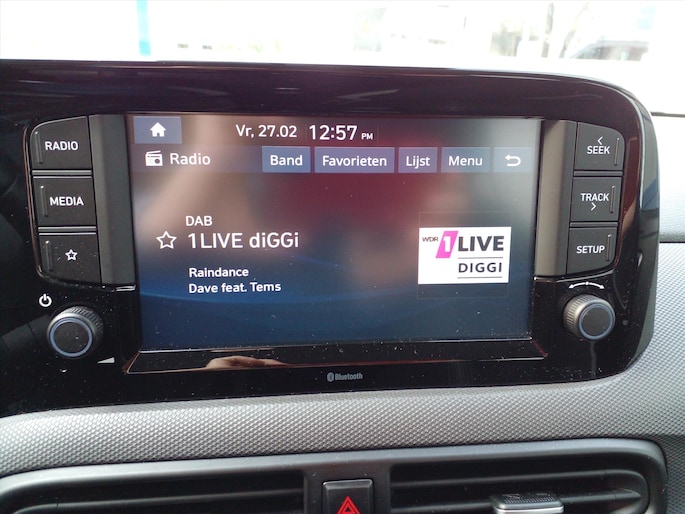 Vr, 27.02 12:57 PM
RADIO
MEDIA
Radio Band Favorieten Lijst Menu
DAB
1LIVE diGGi
Raindance
Dave feat. Tems
WDR 1LIVE
DIGGI
SEEK
TRACK
SETUP
Bluetooth